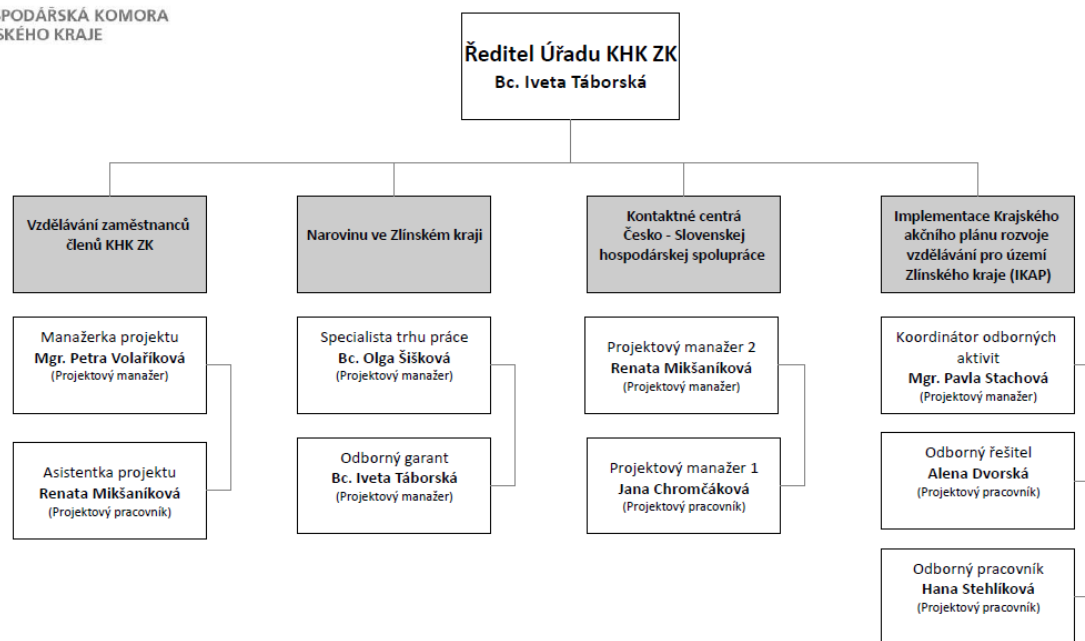 SPODÁŘSKÁ KOMORA
SKÉHO KRAJE
Ředitel Úřadu KHK ZK
Bc. Iveta Táborská
Vzdělávání zaměstnanců
členů KHK ZK
Narovinu ve Zlínském kraji
Kontaktné centrá
Česko - Slovenskej
hospodárskej spolupráce
Implementace Krajského
akčního plánu rozvoje
vzdělávání pro území
Zlínského kraje (IKAP)
Manažerka projektu
Mgr. Petra Volaříková
(Projektový manažer)
Specialista trhu práce
Bc. Olga Šišková
(Projektový manažer)
Projektový manažer 2
Renata Mikšaníková
(Projektový manažer)
Koordinátor odborných
aktivit
Mgr. Pavla Stachová
(Projektový manažer)
Asistentka projektu
Renata Mikšaníková
(Projektový pracovník)
Odborný garant
Bc. Iveta Táborská
(Projektový manažer)
Projektový manažer 1
Jana Chromčáková
(Projektový pracovník)
Odborný řešitel
Alena Dvorská
(Projektový pracovník)
Odborný pracovník
Hana Stehlíková
(Projektový pracovník)